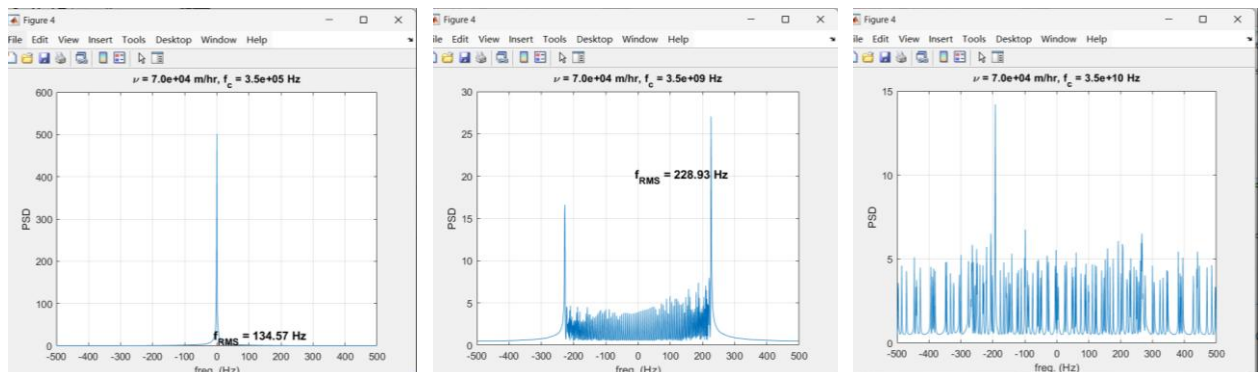 Figure 4
File Edit View Insert Tools Desktop Window Help
ν = 7.0e+04 m/hr, f_c = 3.5e+05 Hz
600
500
400
300
200
100
0
PSD
f_RMS = 134.57 Hz
-500 -400 -300 -200 -100 0 100 200 300 400 500
freq. (Hz)
Figure 4
ile Edit View Insert Tools Desktop Window Help
ν = 7.0e+04 m/hr, f_c = 3.5e+09 Hz
30
25
20
15
10
5
0
PSD
f_RMS = 228.93 Hz
-500 -400 -300 -200 -100 0 100 200 300 400 500
freq. (Hz)
Figure 4
ile Edit View Insert Tools Desktop Window Help
ν = 7.0e+04 m/hr, f_c = 3.5e+10 Hz
15
10
5
0
PSD
-500 -400 -300 -200 -100 0 100 200 300 400 500
freq. (Hz)